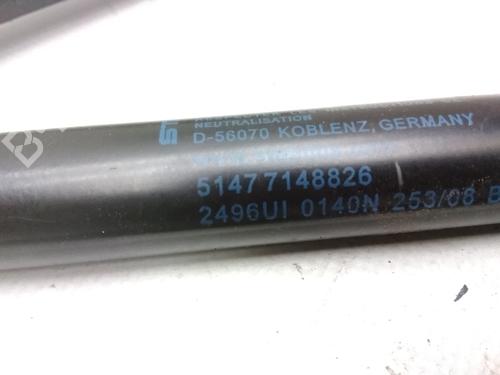 NEUTRALISATION
D-56070 KOBLENZ, GERMANY
51477148826
2496UI 0140N 253/08 B